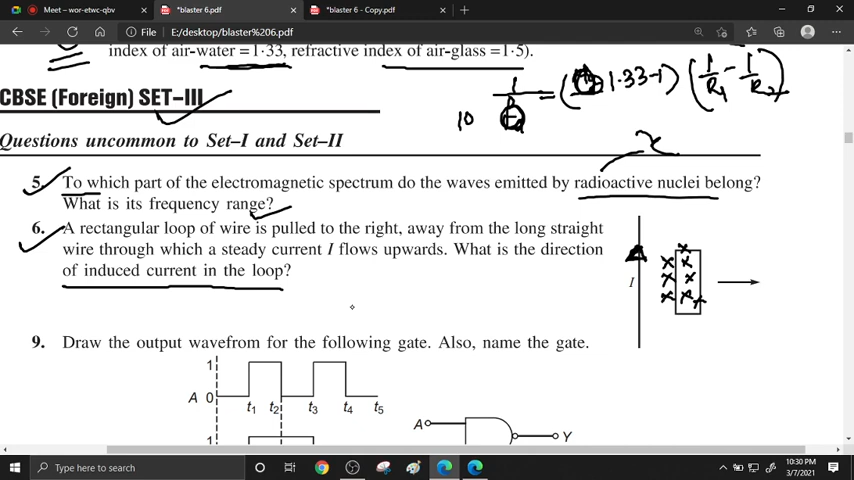 Meet – wor-etwc-qbv
*blaster 6.pdf
*blaster 6 - Copy.pdf
File | E:/desktop/blaster%206.pdf
index of air-water = 1·33, refractive index of air-glass = 1·5).
CBSE (Foreign) SET–III
10
1.33-1) (1/R1 - 1/R2)
Questions uncommon to Set–I and Set–II
x
5. To which part of the electromagnetic spectrum do the waves emitted by radioactive nuclei belong?
What is its frequency range?
6. A rectangular loop of wire is pulled to the right, away from the long straight
wire through which a steady current I flows upwards. What is the direction
of induced current in the loop?
I
9. Draw the output wavefrom for the following gate. Also, name the gate.
1
A 0
t1 t2 t3 t4 t5
A Y
1
Type here to search
10:30 PM
3/7/2021